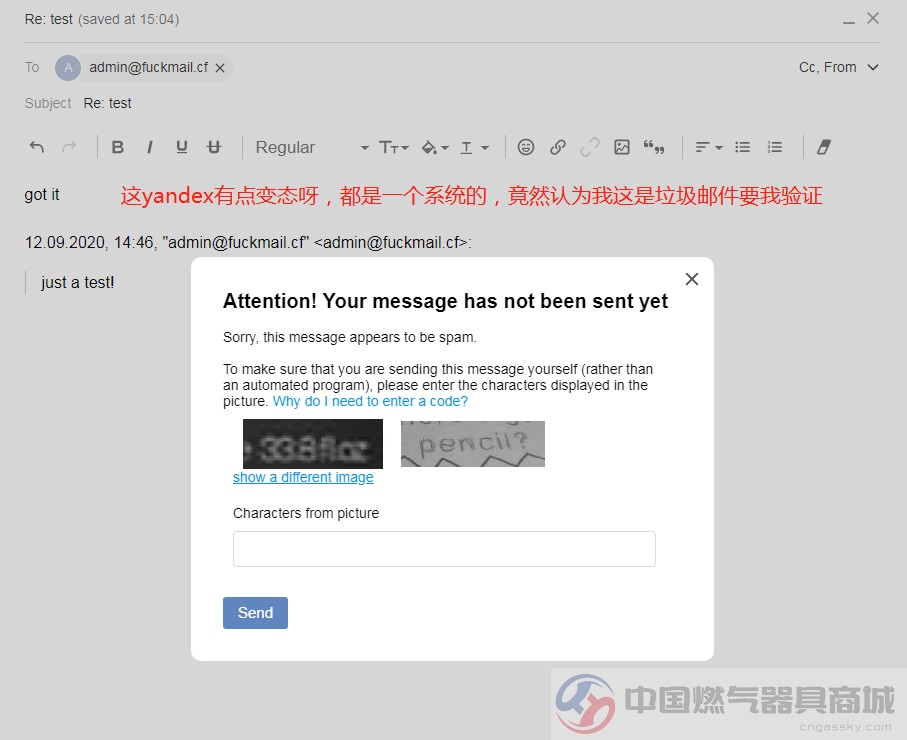 Re: test (saved at 15:04)
To A admin@fuckmail.cf Cc, From
Subject Re: test
B I U Regular
got it
这yandex有点变态呀，都是一个系统的，竟然认为我这是垃圾邮件要我验证
12.09.2020, 14:46, "admin@fuckmail.cf" <admin@fuckmail.cf>:
just a test!
Attention! Your message has not been sent yet
Sorry, this message appears to be spam.
To make sure that you are sending this message yourself (rather than
an automated program), please enter the characters displayed in the
picture. Why do I need to enter a code?
338floz pencil?
show a different image
Characters from picture
Send
中国燃气器具商城
cngassky.com